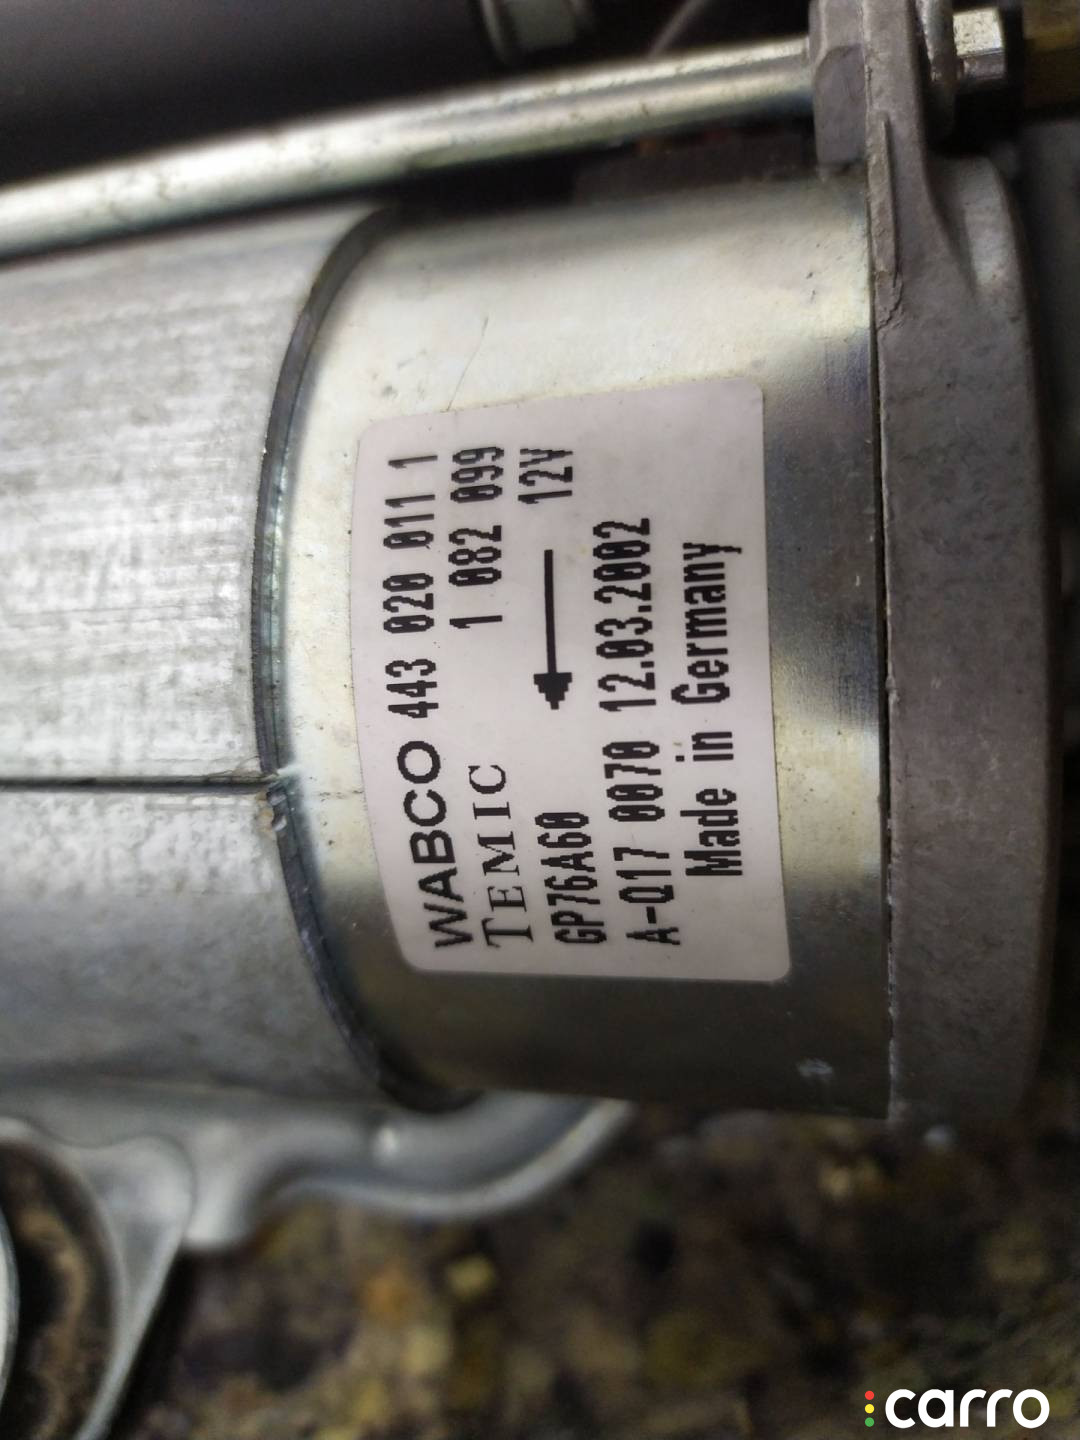 WABCO 443 020 011 1
TEMIC 1 082 099
GP76A60 12V
A-Q17 0070 12.03.2002
Made in Germany
carro